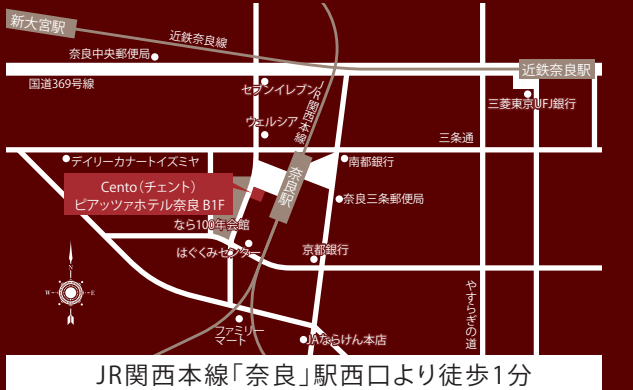 新大宮駅
近鉄奈良線
奈良中央郵便局
近鉄奈良駅
国道369号線
セブンイレブン
JR関西本線
三菱東京UFJ銀行
ウェルシア
三条通
デイリーカナートイズミヤ
南都銀行
奈良駅
Cento（チェント）
ピアッツァホテル奈良 B1F
奈良三条郵便局
なら100年会館
はぐくみセンター
京都銀行
N
W
E
S
やすらぎの道
ファミリー
マート
JAならけん本店
JR関西本線「奈良」駅西口より徒歩1分